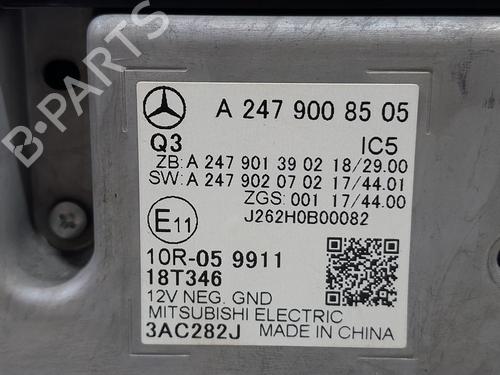 A 247 900 85 05
Q3 IC5
ZB: A 247 901 39 02 18/29.00
SW: A 247 902 07 02 17/44.01
ZGS: 001 17/44.00
J262H0B00082
E11
10R-05 9911
18T346
12V NEG. GND
MITSUBISHI ELECTRIC
3AC282J MADE IN CHINA
B-PARTS